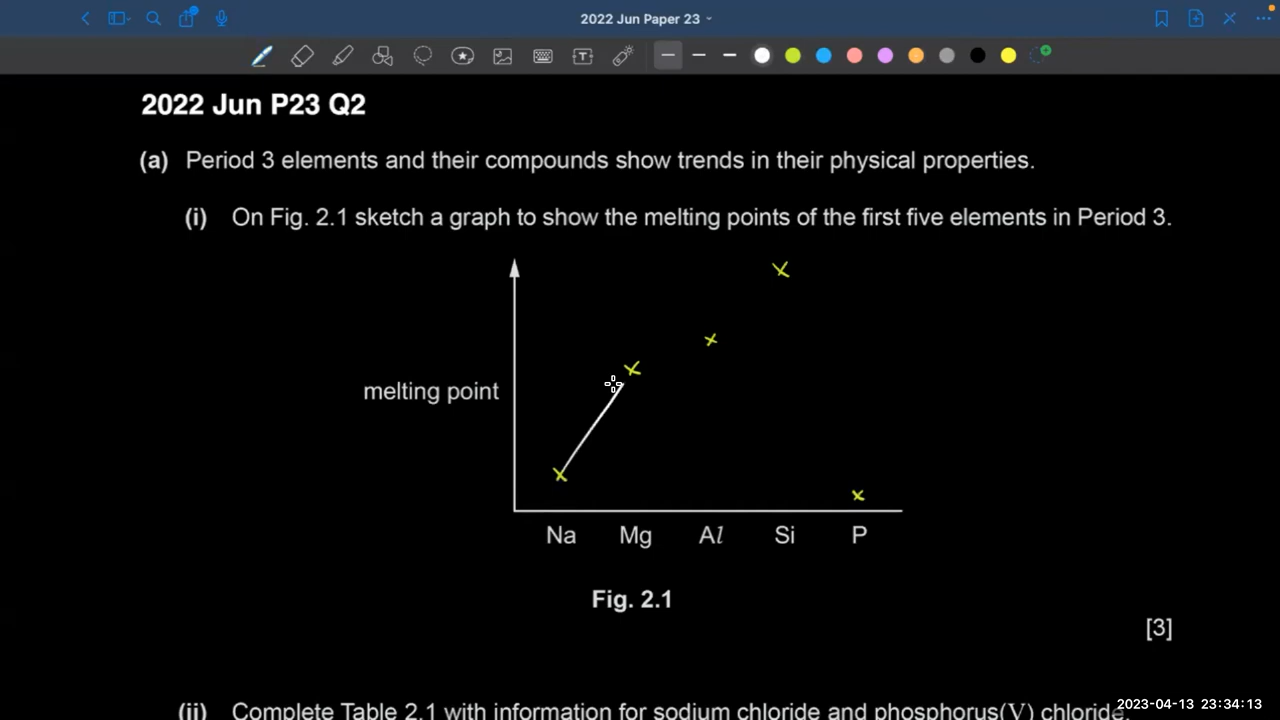 2022 Jun Paper 23
2022 Jun P23 Q2
(a) Period 3 elements and their compounds show trends in their physical properties.
(i) On Fig. 2.1 sketch a graph to show the melting points of the first five elements in Period 3.
melting point
Na Mg Al Si P
Fig. 2.1
[3]
(ii) Complete Table 2.1 with information for sodium chloride and phosphorus(V) chloride.
2023-04-13 23:34:13